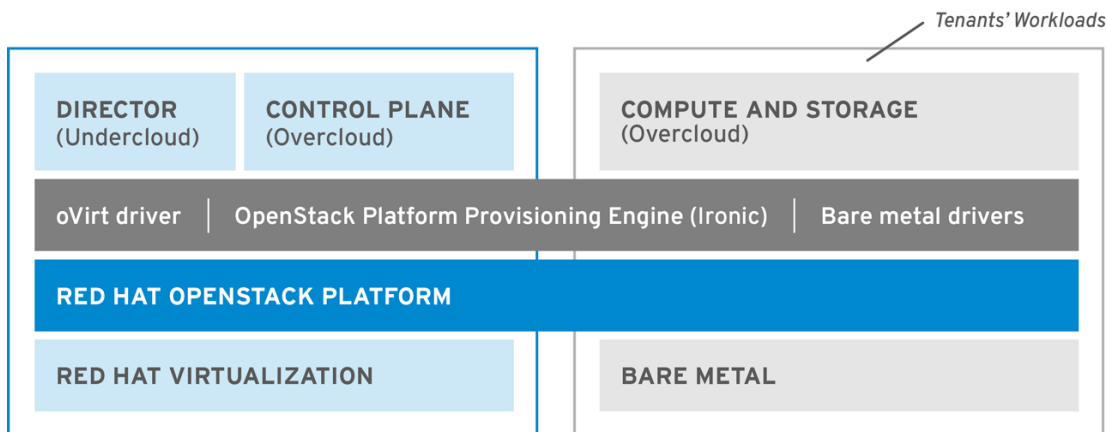 Tenants' Workloads
DIRECTOR
(Undercloud)
CONTROL PLANE
(Overcloud)
COMPUTE AND STORAGE
(Overcloud)
oVirt driver | OpenStack Platform Provisioning Engine (Ironic) | Bare metal drivers
RED HAT OPENSTACK PLATFORM
RED HAT VIRTUALIZATION
BARE METAL